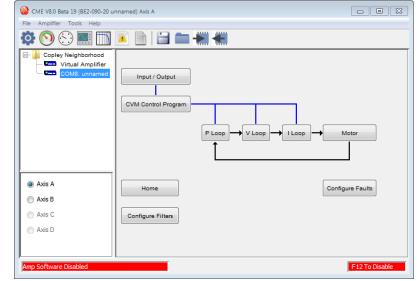 CME V8.0 Beta 19 (BE2-090-20 unnamed) Axis A
File Amplifier Tools Help
Copley Neighborhood
Virtual Amplifier
COM8: unnamed
Input / Output
CVM Control Program
P Loop
V Loop
I Loop
Motor
Axis A
Axis B
Axis C
Axis D
Home
Configure Faults
Configure Filters
Amp Software Disabled
F12 To Disable